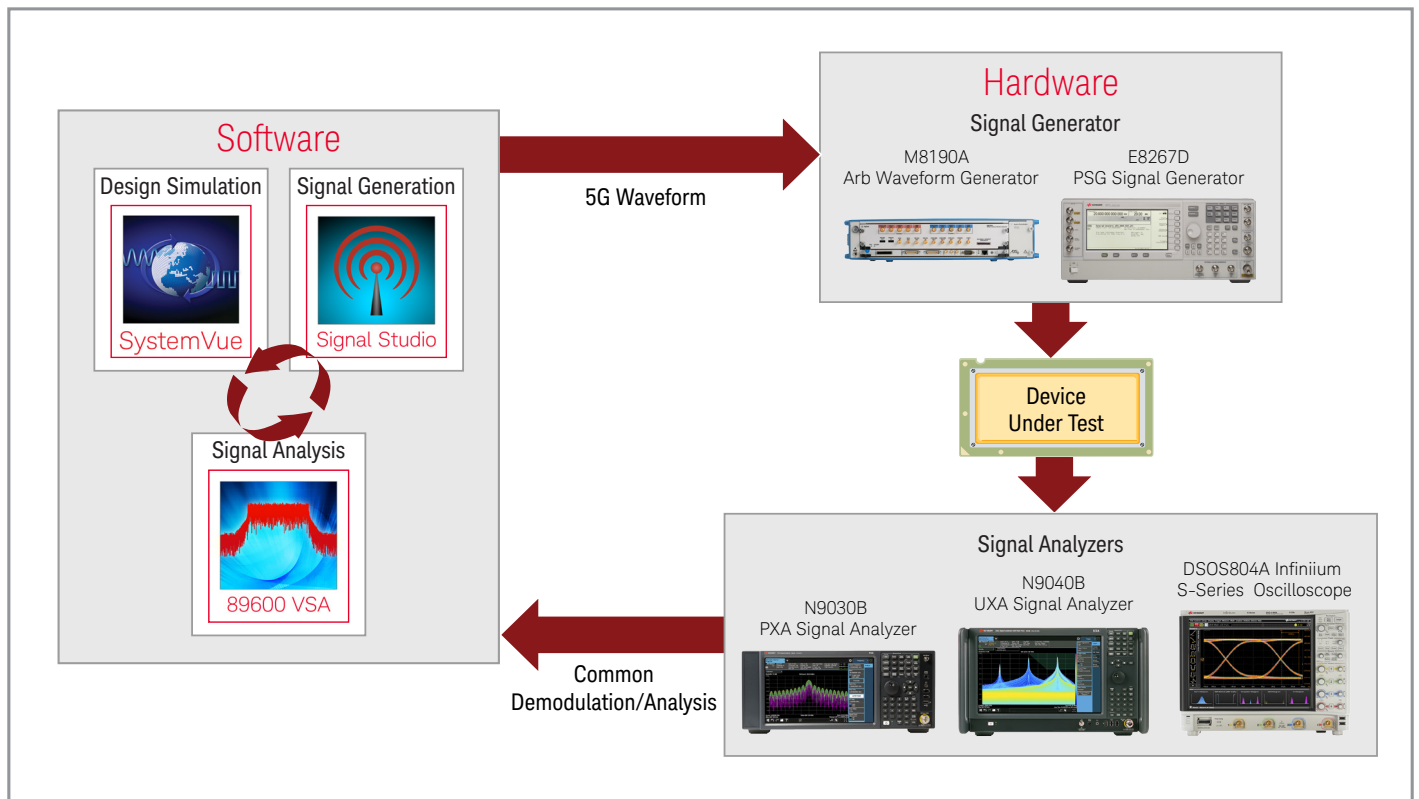 Software
Design Simulation
SystemVue
Signal Generation
Signal Studio
Signal Analysis
89600 VSA
5G Waveform
Hardware
Signal Generator
M8190A
Arb Waveform Generator
E8267D
PSG Signal Generator
Device
Under Test
Signal Analyzers
N9030B
PXA Signal Analyzer
N9040B
UXA Signal Analyzer
DSOS804A Infiniium
S-Series Oscilloscope
Common
Demodulation/Analysis